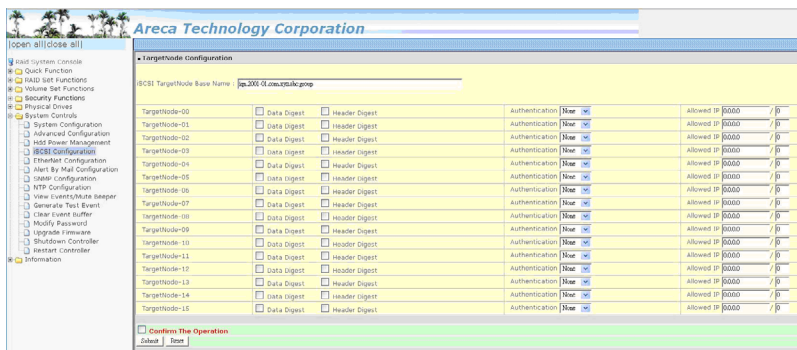 Areca Technology Corporation
|open all|close all|
Raid System Console
Quick Function
RAID Set Functions
Volume Set Functions
Security Functions
Physical Drives
System Controls
System Configuration
Advanced Configuration
Hdd Power Management
iSCSI Configuration
EtherNet Configuration
Alert By Mail Configuration
SNMP Configuration
NTP Configuration
View Events/Mute Beeper
Generate Test Event
Clear Event Buffer
Modify Password
Upgrade Firmware
Shutdown Controller
Restart Controller
Information
TargetNode Configuration
iSCSI TargetNode Base Name :
TargetNode-00 Data Digest Header Digest Authentication None Allowed IP 0.0.0.0 / 0
TargetNode-01 Data Digest Header Digest Authentication None Allowed IP 0.0.0.0 / 0
TargetNode-02 Data Digest Header Digest Authentication None Allowed IP 0.0.0.0 / 0
TargetNode-03 Data Digest Header Digest Authentication None Allowed IP 0.0.0.0 / 0
TargetNode-04 Data Digest Header Digest Authentication None Allowed IP 0.0.0.0 / 0
TargetNode-05 Data Digest Header Digest Authentication None Allowed IP 0.0.0.0 / 0
TargetNode-06 Data Digest Header Digest Authentication None Allowed IP 0.0.0.0 / 0
TargetNode-07 Data Digest Header Digest Authentication None Allowed IP 0.0.0.0 / 0
TargetNode-08 Data Digest Header Digest Authentication None Allowed IP 0.0.0.0 / 0
TargetNode-09 Data Digest Header Digest Authentication None Allowed IP 0.0.0.0 / 0
TargetNode-10 Data Digest Header Digest Authentication None Allowed IP 0.0.0.0 / 0
TargetNode-11 Data Digest Header Digest Authentication None Allowed IP 0.0.0.0 / 0
TargetNode-12 Data Digest Header Digest Authentication None Allowed IP 0.0.0.0 / 0
TargetNode-13 Data Digest Header Digest Authentication None Allowed IP 0.0.0.0 / 0
TargetNode-14 Data Digest Header Digest Authentication None Allowed IP 0.0.0.0 / 0
TargetNode-15 Data Digest Header Digest Authentication None Allowed IP 0.0.0.0 / 0
Confirm The Operation
Submit Reset